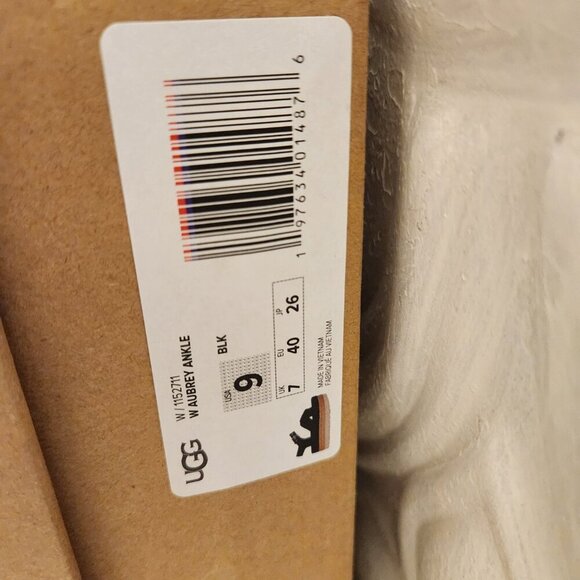 UGG
W / 1152711
W AUBREY ANKLE
BLK
USA
9
UK EU JP
7 40 26
MADE IN VIETNAM
FABRIQUÉ AU VIETNAM
1 97634 01487 6